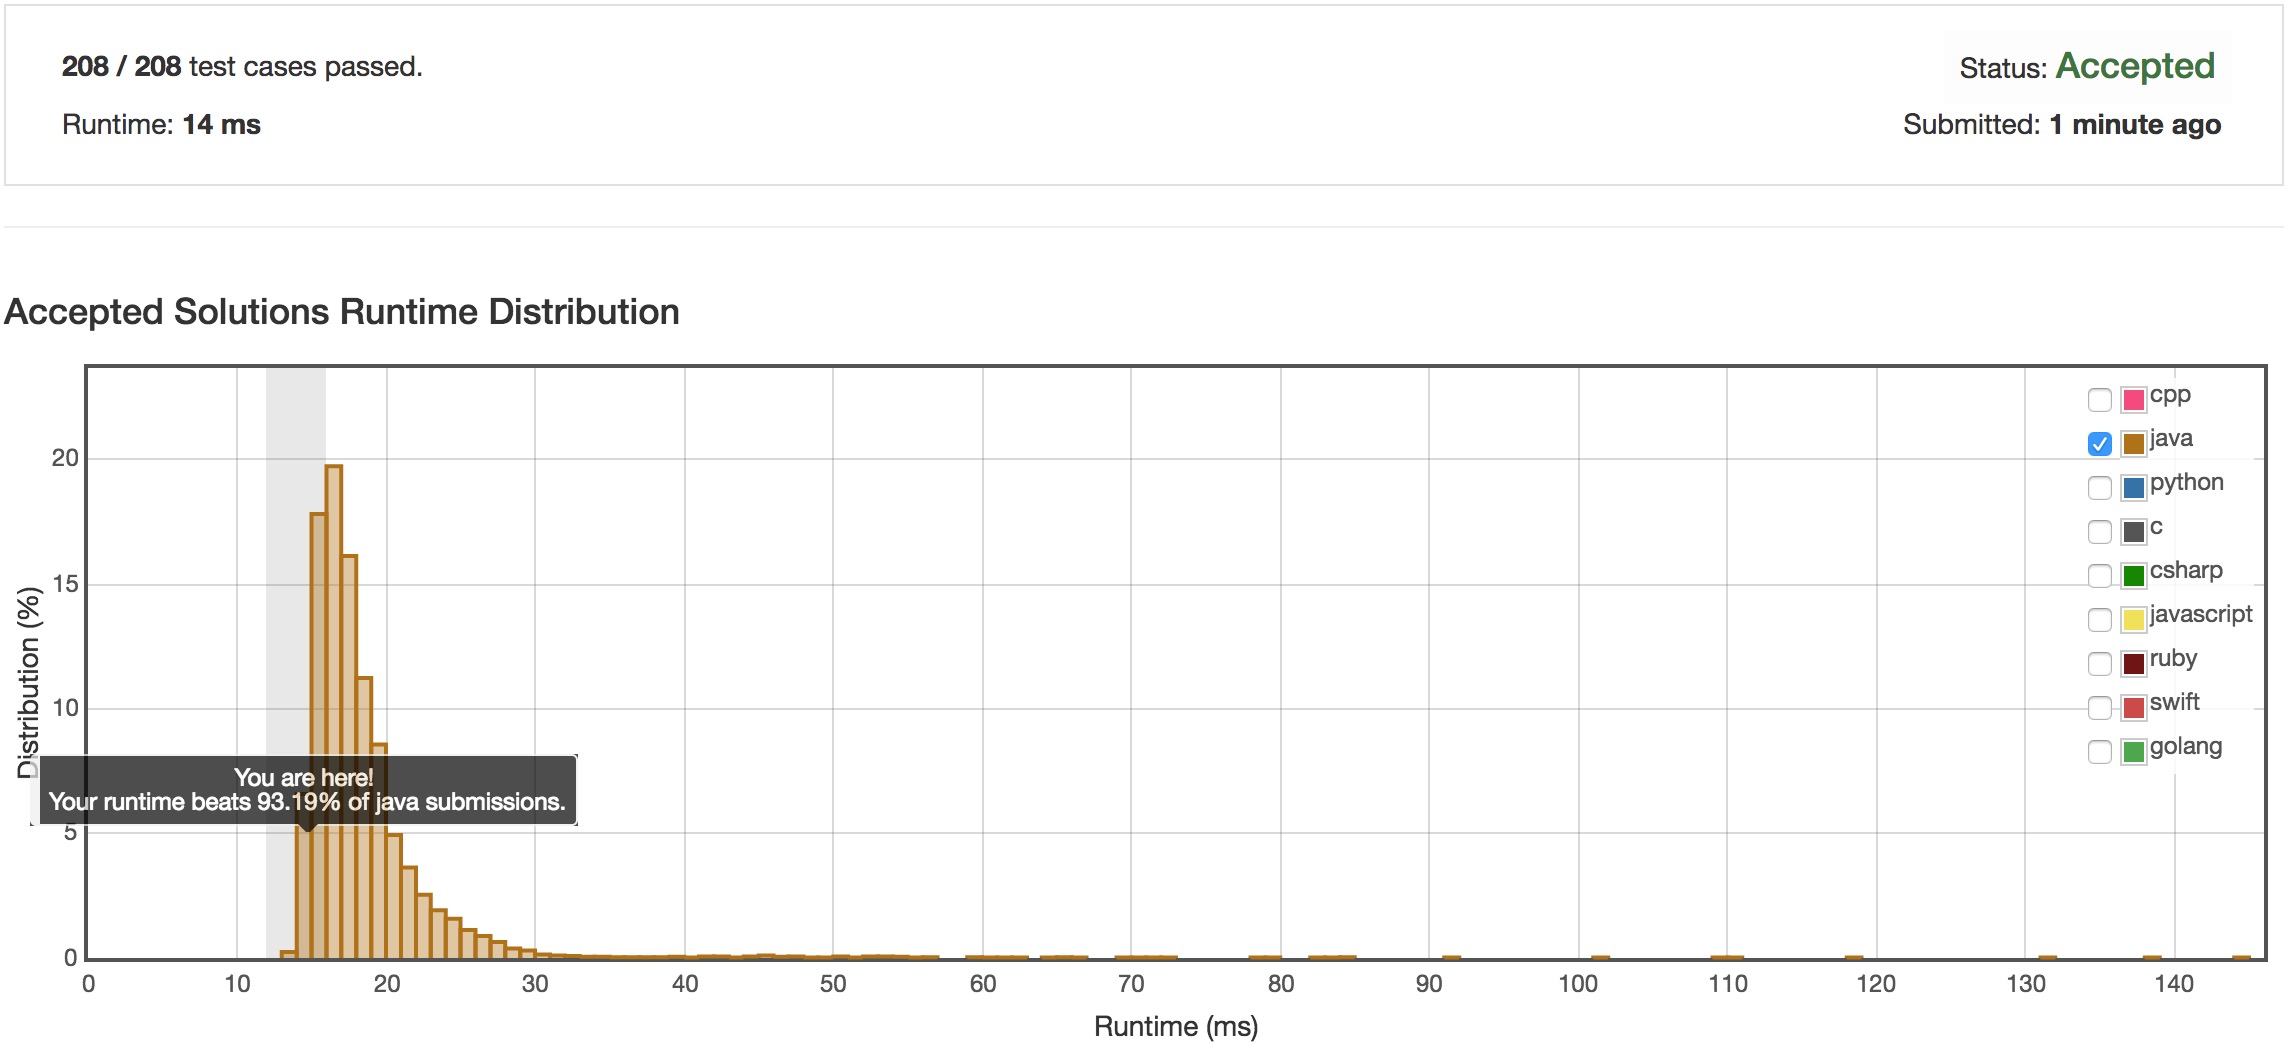 208 / 208 test cases passed.
Status: Accepted
Runtime: 14 ms
Submitted: 1 minute ago
Accepted Solutions Runtime Distribution
cpp
java
python
c
csharp
javascript
ruby
swift
golang
Distribution (%)
20
15
10
5
0
You are here!
Your runtime beats 93.19% of java submissions.
0 10 20 30 40 50 60 70 80 90 100 110 120 130 140
Runtime (ms)